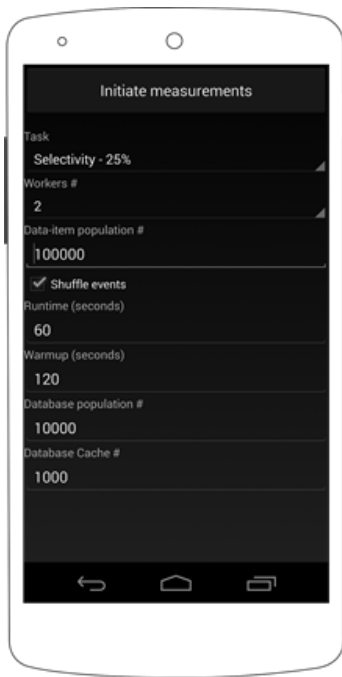 Initiate measurements
Task
Selectivity - 25%
Workers #
2
Data-item population #
100000
Shuffle events
Runtime (seconds)
60
Warmup (seconds)
120
Database population #
10000
Database Cache #
1000